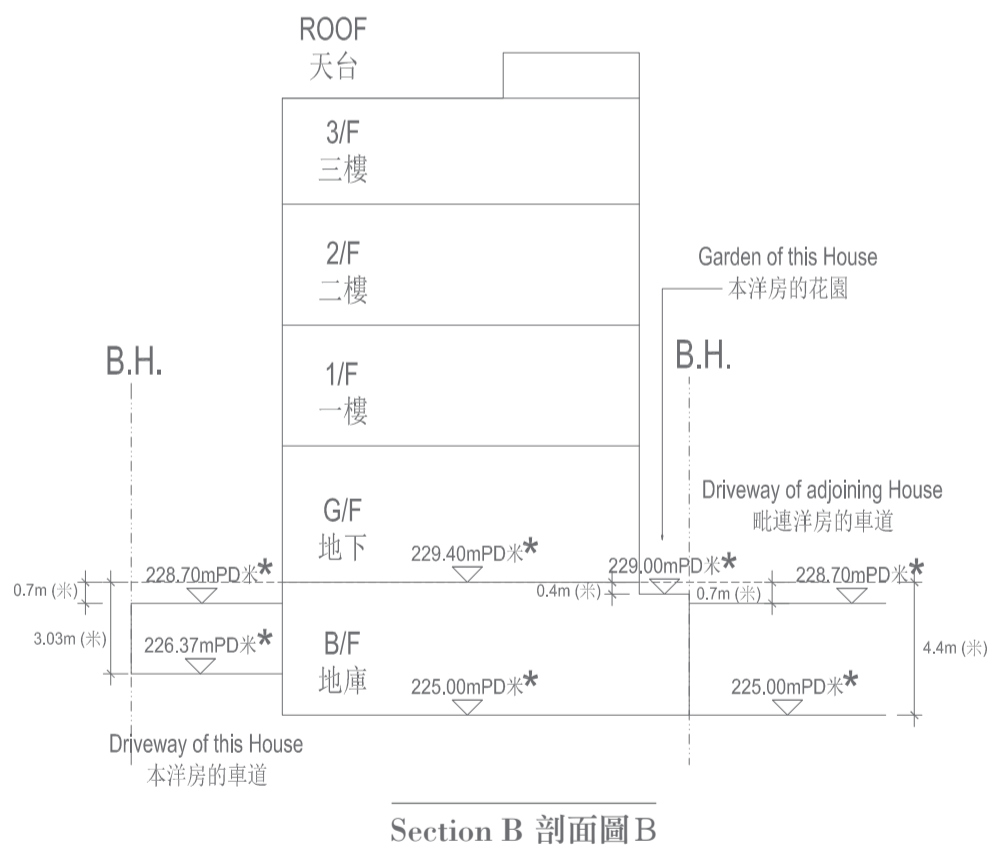 ROOF
天台
3/F
三樓
2/F
二樓
Garden of this House
本洋房的花園
B.H.
B.H.
1/F
一樓
Driveway of adjoining House
毗連洋房的車道
G/F
地下
229.40mPD米*
229.00mPD米*
228.70mPD米*
228.70mPD米*
0.7m (米)
0.4m (米)
0.7m (米)
3.03m (米)
226.37mPD米*
B/F
地庫
4.4m (米)
225.00mPD米*
225.00mPD米*
Driveway of this House
本洋房的車道
Section B 剖面圖B